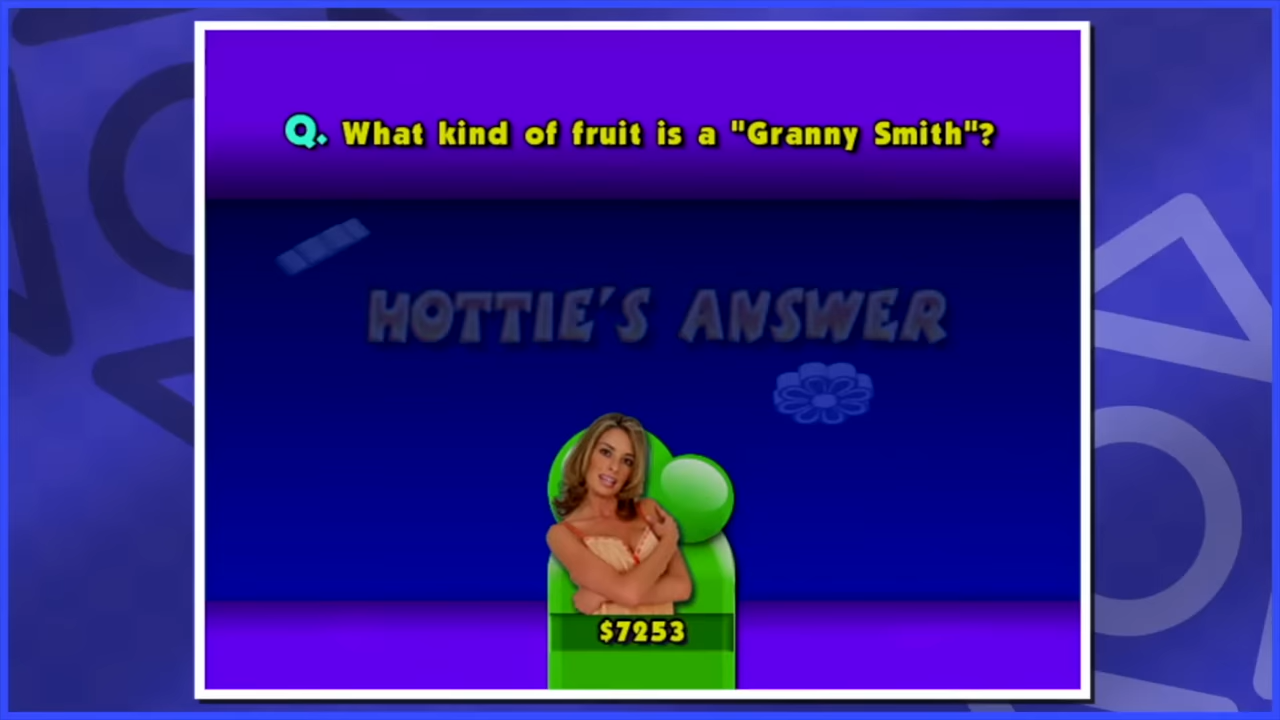 Q. What kind of fruit is a "Granny Smith"?
HOTTIE'S ANSWER
$7253